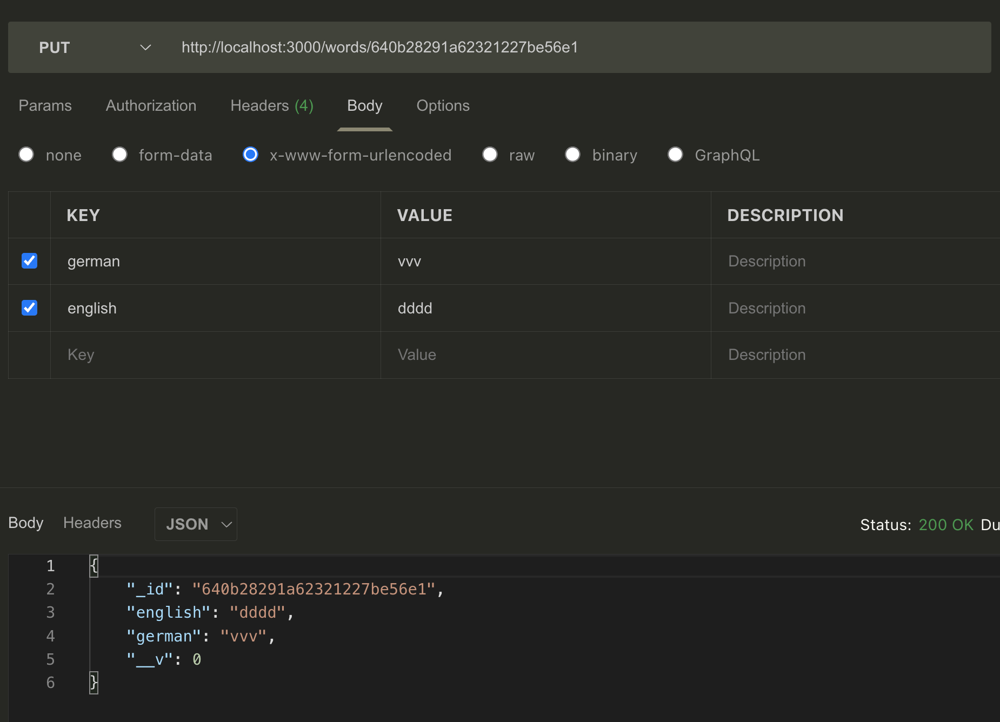 PUT http://localhost:3000/words/640b28291a62321227be56e1
Params Authorization Headers (4) Body Options
none form-data x-www-form-urlencoded raw binary GraphQL
KEY VALUE DESCRIPTION
german vvv Description
english dddd Description
Key Value Description
Body Headers JSON Status: 200 OK Du
1 {
2 "_id": "640b28291a62321227be56e1",
3 "english": "dddd",
4 "german": "vvv",
5 "__v": 0
6 }